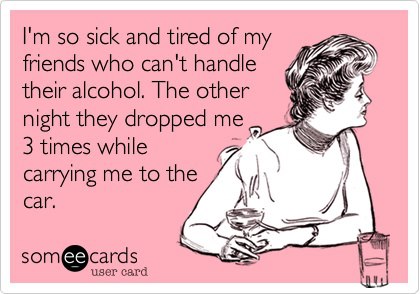 I'm so sick and tired of my
friends who can't handle
their alcohol. The other
night they dropped me
3 times while
carrying me to the
car.
someecards
user card